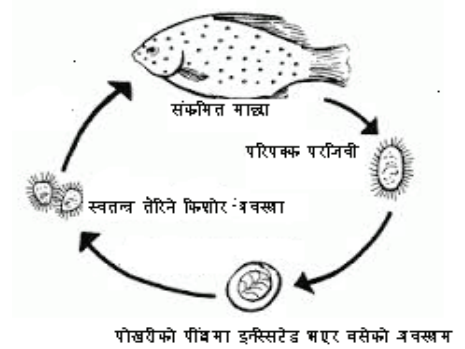 संक्रमित माछा
परिपक्क परजिवी
स्वतन्त्र तैरिने किशोर अवस्था
पोखरीको पींधमा इन्सिटेड भएर बसेको अवस्था